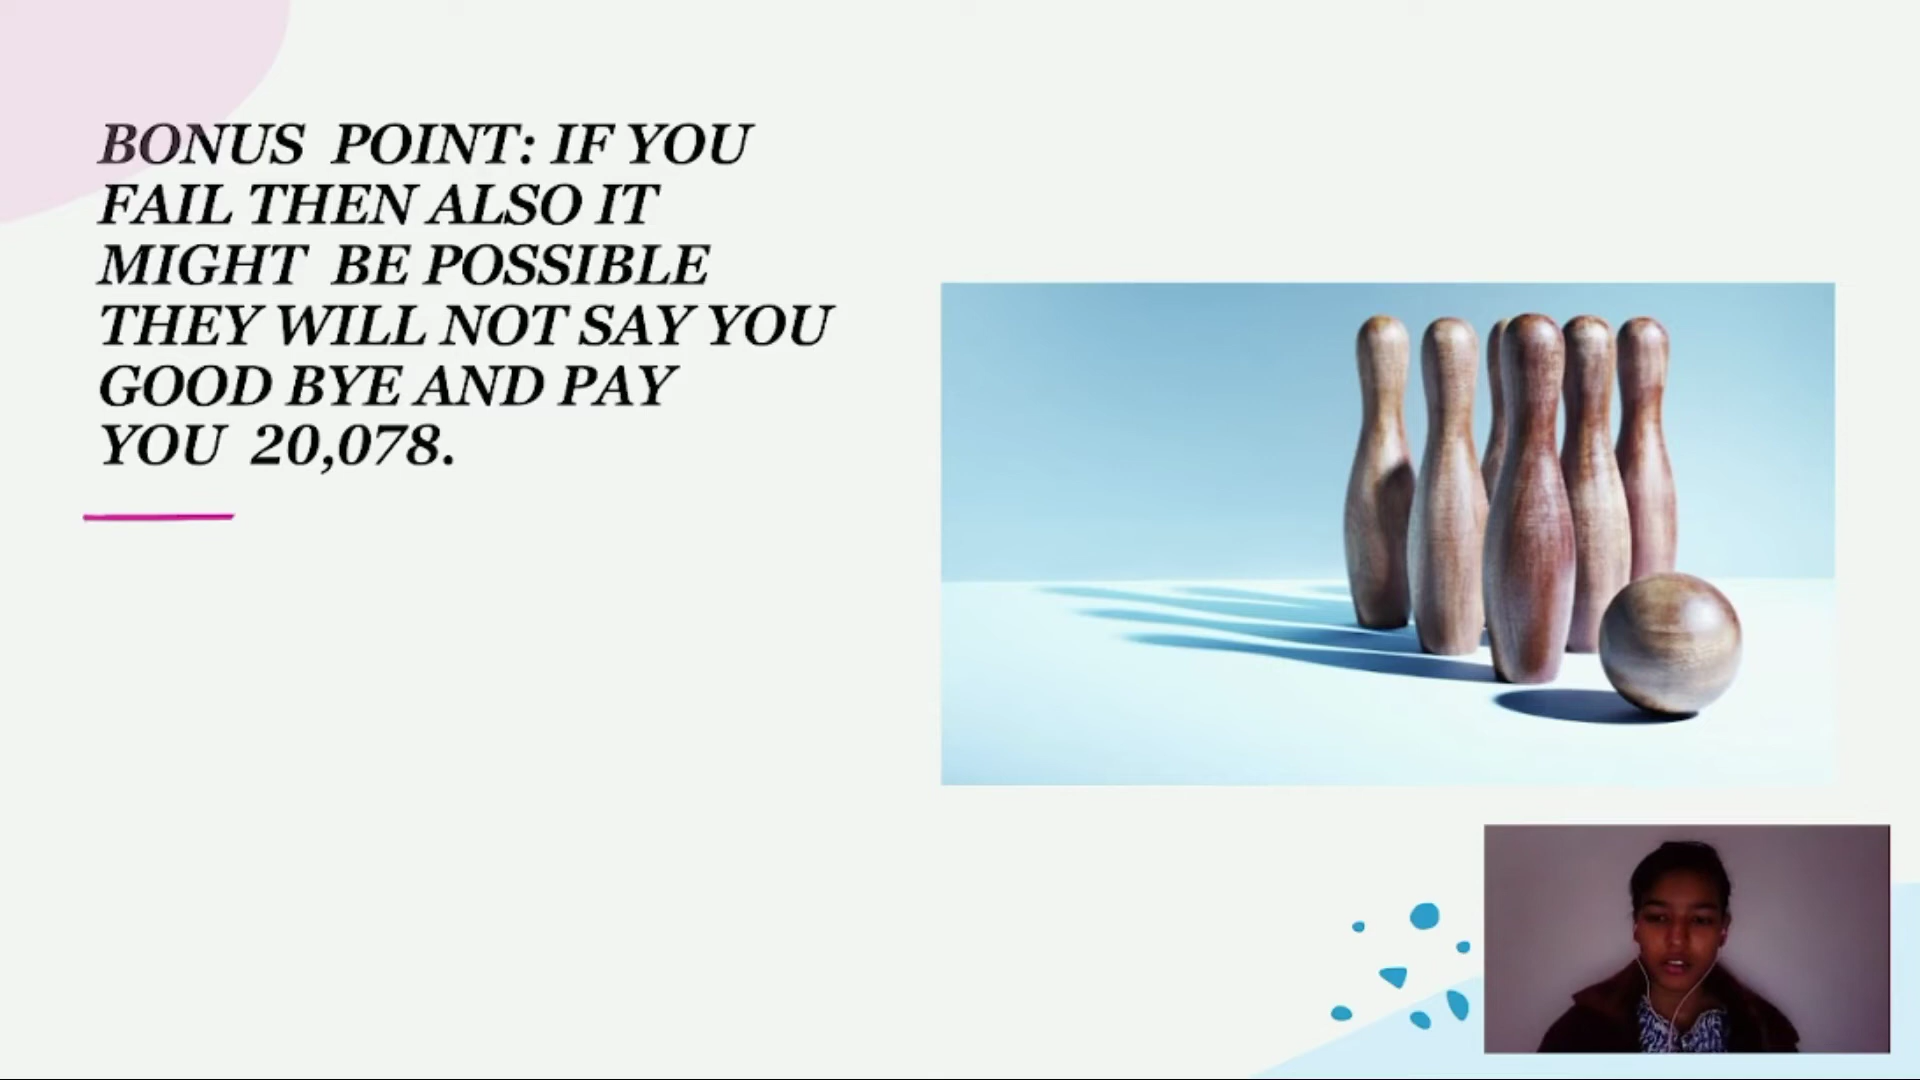 BONUS POINT: IF YOU
FAIL THEN ALSO IT
MIGHT BE POSSIBLE
THEY WILL NOT SAY YOU
GOOD BYE AND PAY
YOU 20,078.